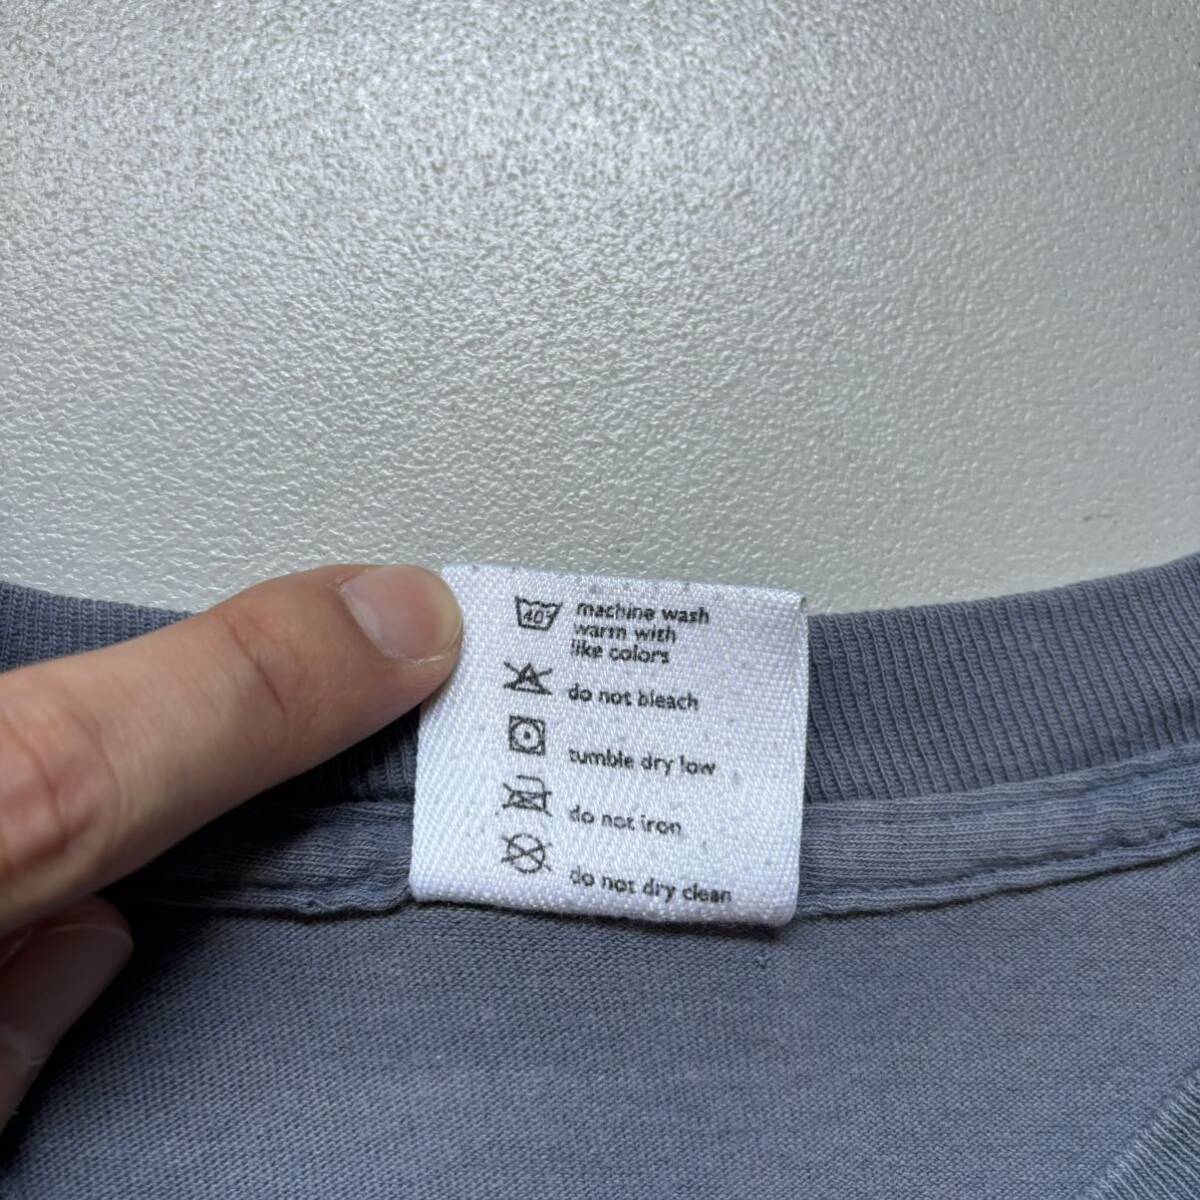 40°
machine wash
warm with
like colors
A
do not bleach
tumble dry low
do not iron
do not dry clean